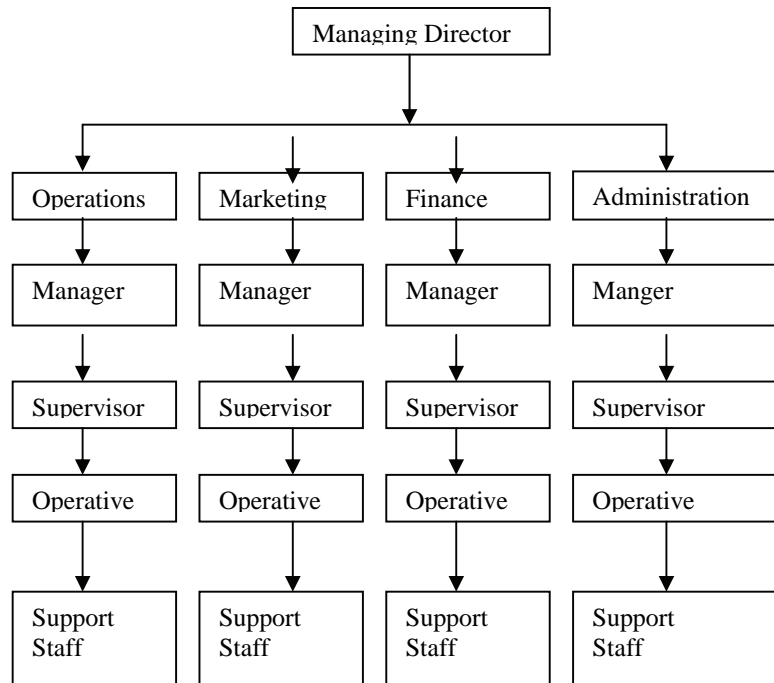 Managing Director
Operations
Marketing
Finance
Administration
Manager
Manager
Manager
Manger
Supervisor
Supervisor
Supervisor
Supervisor
Operative
Operative
Operative
Operative
Support
Staff
Support
Staff
Support
Staff
Support
Staff